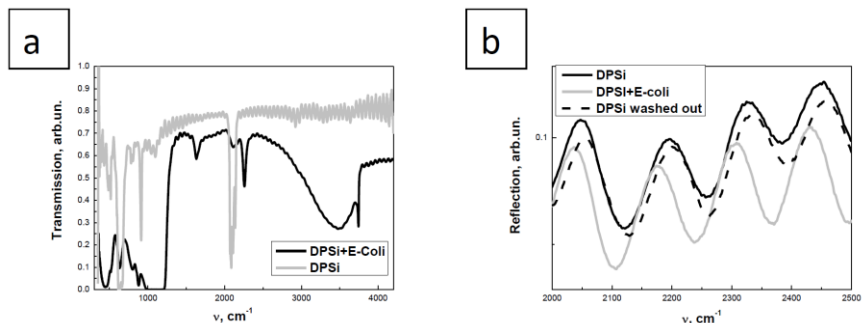 a
Transmission, arb.un.
1.0
0.9
0.8
0.7
0.6
0.5
0.4
0.3
0.2
0.1
0.0
DPSi+E-Coli
DPSi
1000
2000
3000
4000
ν, cm⁻¹
b
Reflection, arb.un.
0.1
DPSi
DPSI+E-coli
DPSi washed out
2000
2100
2200
2300
2400
2500
ν, cm⁻¹